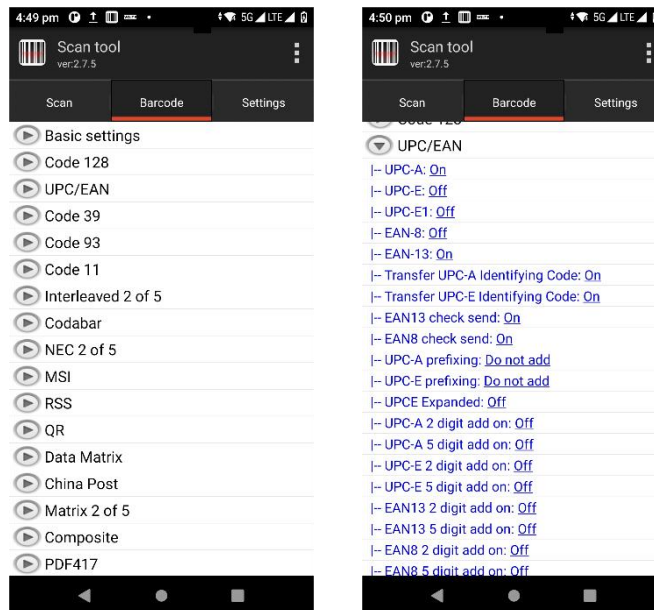 4:49 pm 5G LTE
Scan tool
ver:2.7.5
Scan Barcode Settings
Basic settings
Code 128
UPC/EAN
Code 39
Code 93
Code 11
Interleaved 2 of 5
Codabar
NEC 2 of 5
MSI
RSS
QR
Data Matrix
China Post
Matrix 2 of 5
Composite
PDF417
4:50 pm 5G LTE
Scan tool
ver:2.7.5
Scan Barcode Settings
Code 128
UPC/EAN
|-- UPC-A: On
|-- UPC-E: Off
|-- UPC-E1: Off
|-- EAN-8: Off
|-- EAN-13: On
|-- Transfer UPC-A Identifying Code: On
|-- Transfer UPC-E Identifying Code: On
|-- EAN13 check send: On
|-- EAN8 check send: On
|-- UPC-A prefixing: Do not add
|-- UPC-E prefixing: Do not add
|-- UPCE Expanded: Off
|-- UPC-A 2 digit add on: Off
|-- UPC-A 5 digit add on: Off
|-- UPC-E 2 digit add on: Off
|-- UPC-E 5 digit add on: Off
|-- EAN13 2 digit add on: Off
|-- EAN13 5 digit add on: Off
|-- EAN8 2 digit add on: Off
|-- EAN8 5 digit add on: Off